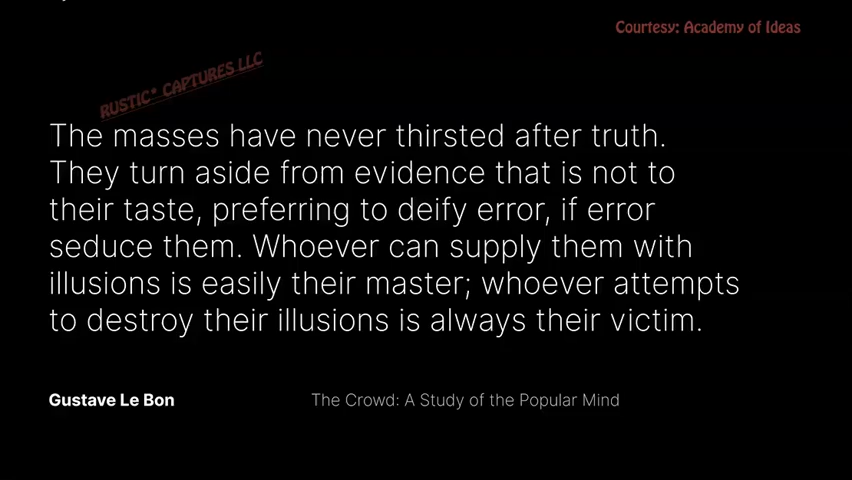 Courtesy: Academy of Ideas
RUSTIC* CAPTURES LLC
The masses have never thirsted after truth.
They turn aside from evidence that is not to
their taste, preferring to deify error, if error
seduce them. Whoever can supply them with
illusions is easily their master; whoever attempts
to destroy their illusions is always their victim.
Gustave Le Bon
The Crowd: A Study of the Popular Mind